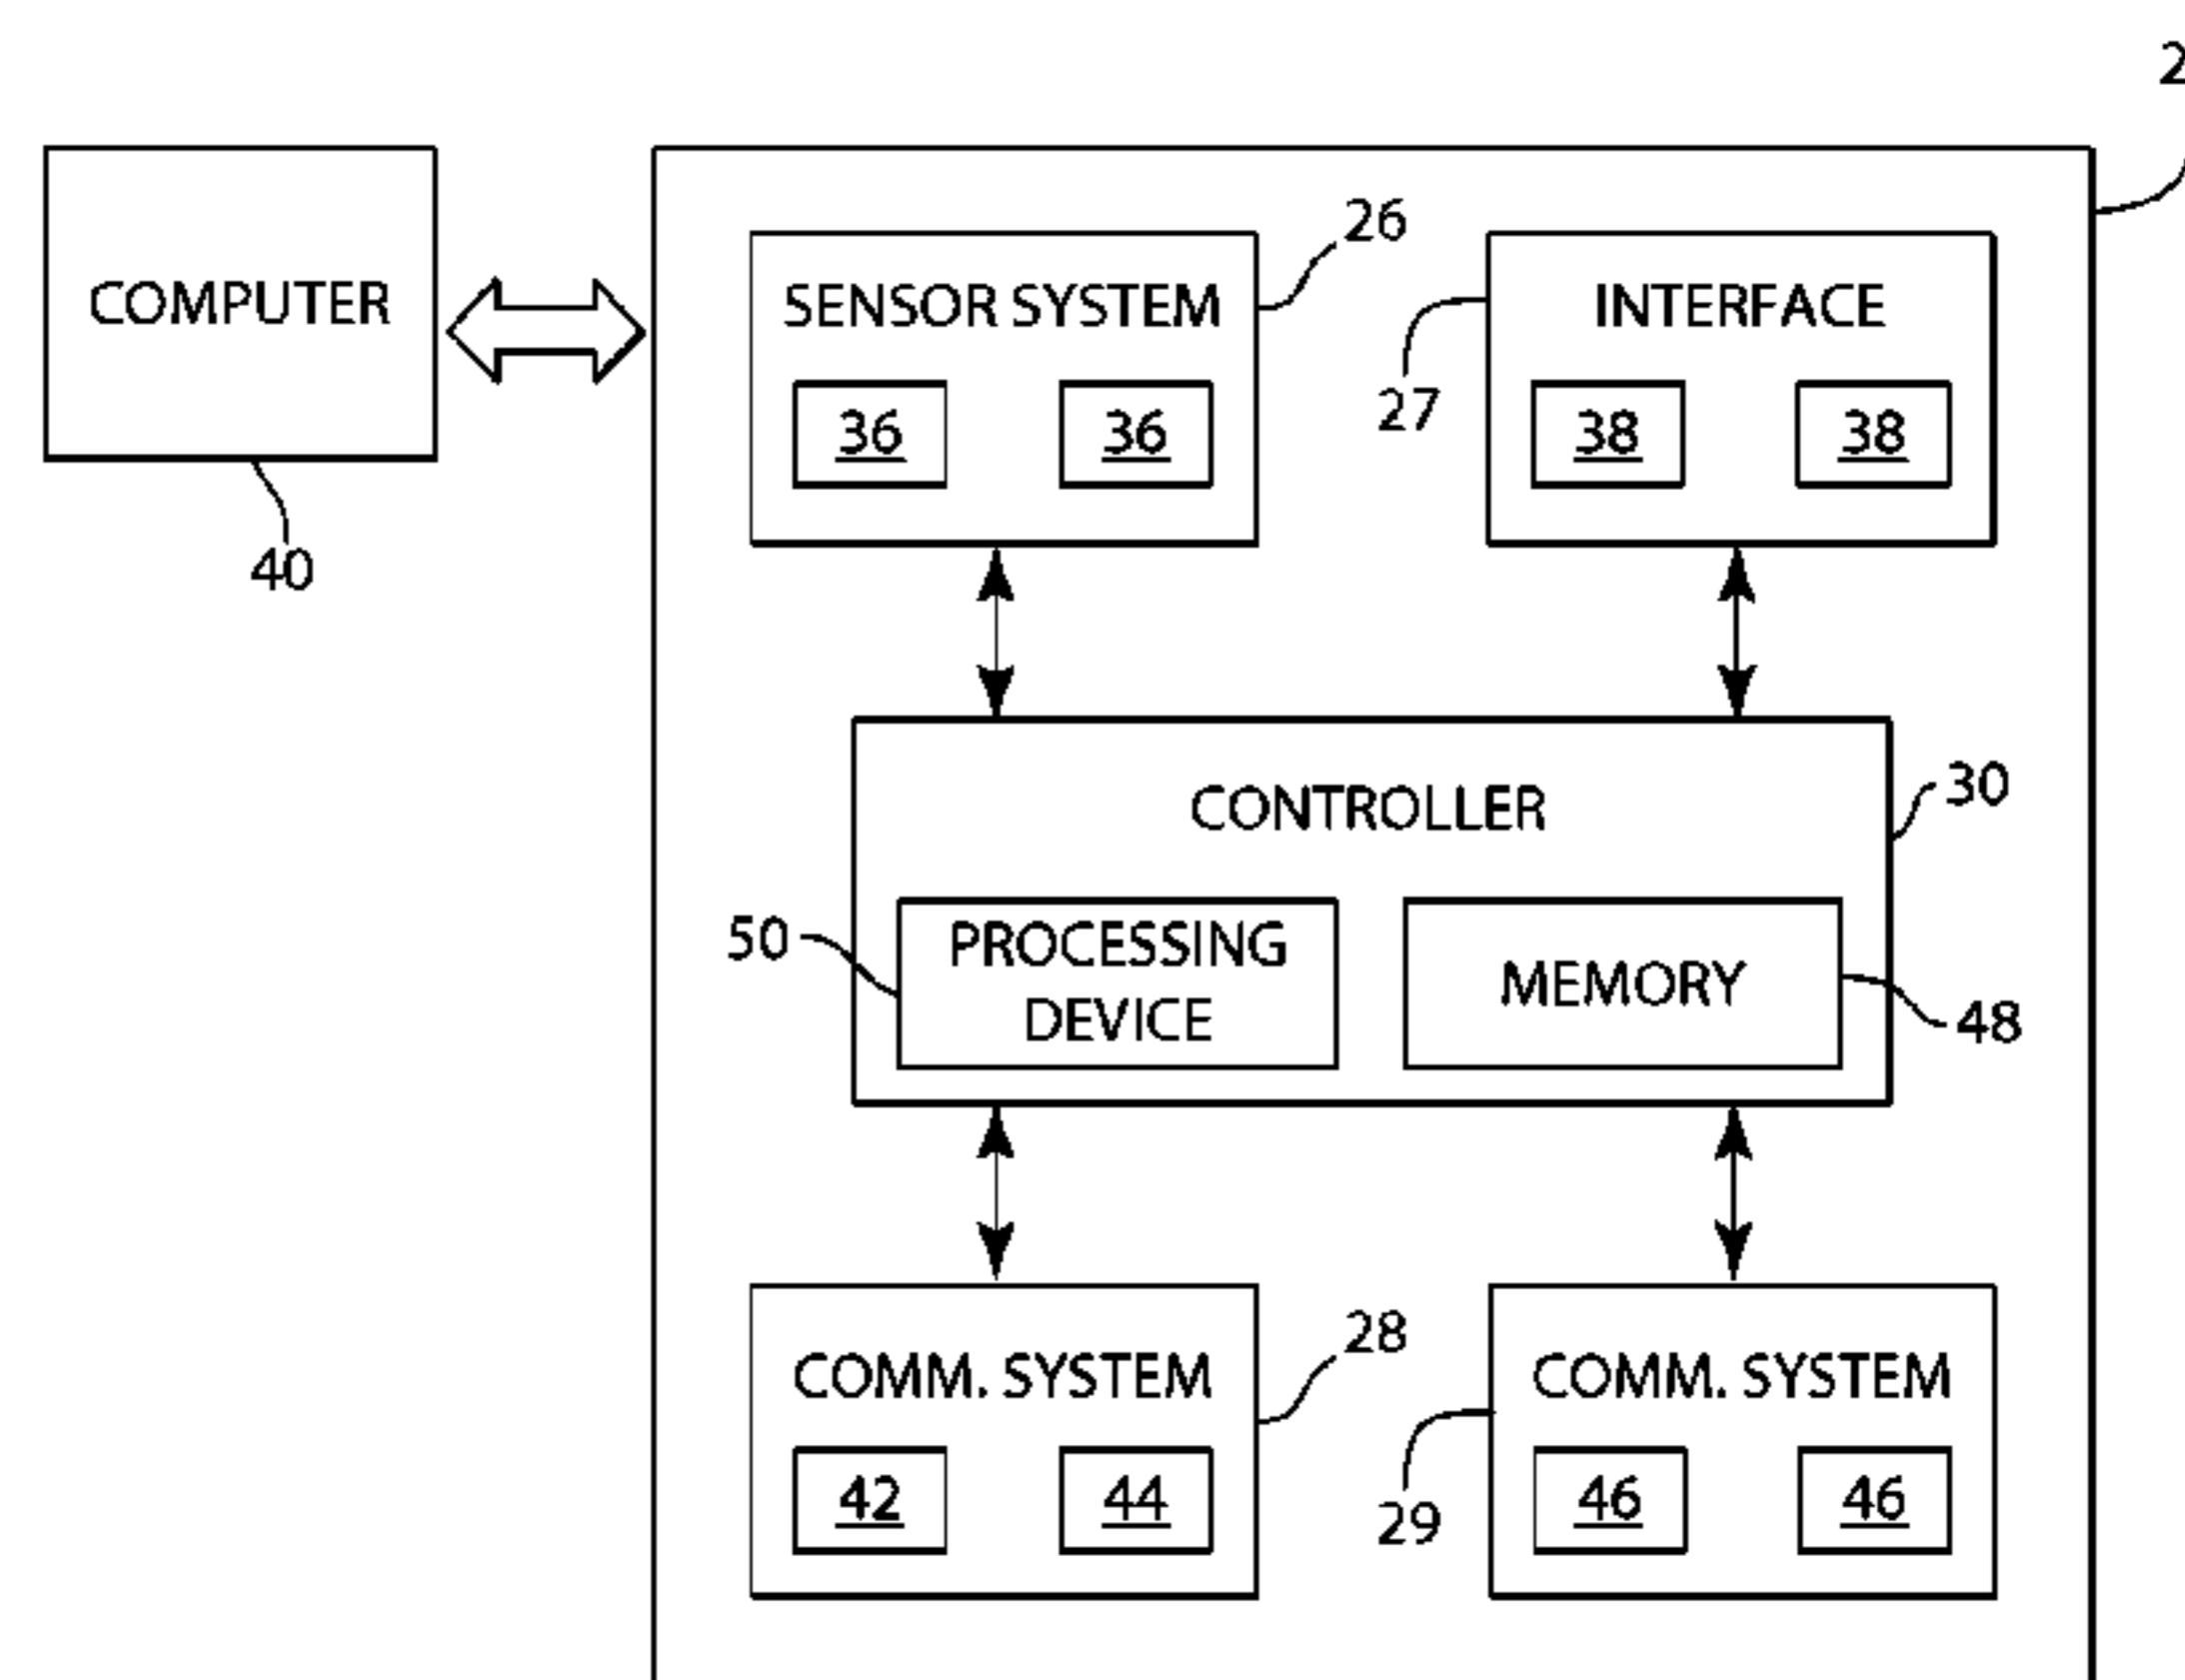 2
COMPUTER
40
SENSOR SYSTEM
26
36 36
INTERFACE
27
38 38
CONTROLLER
30
50
PROCESSING
DEVICE
MEMORY
48
COMM. SYSTEM
28
42 44
COMM. SYSTEM
29
46 46